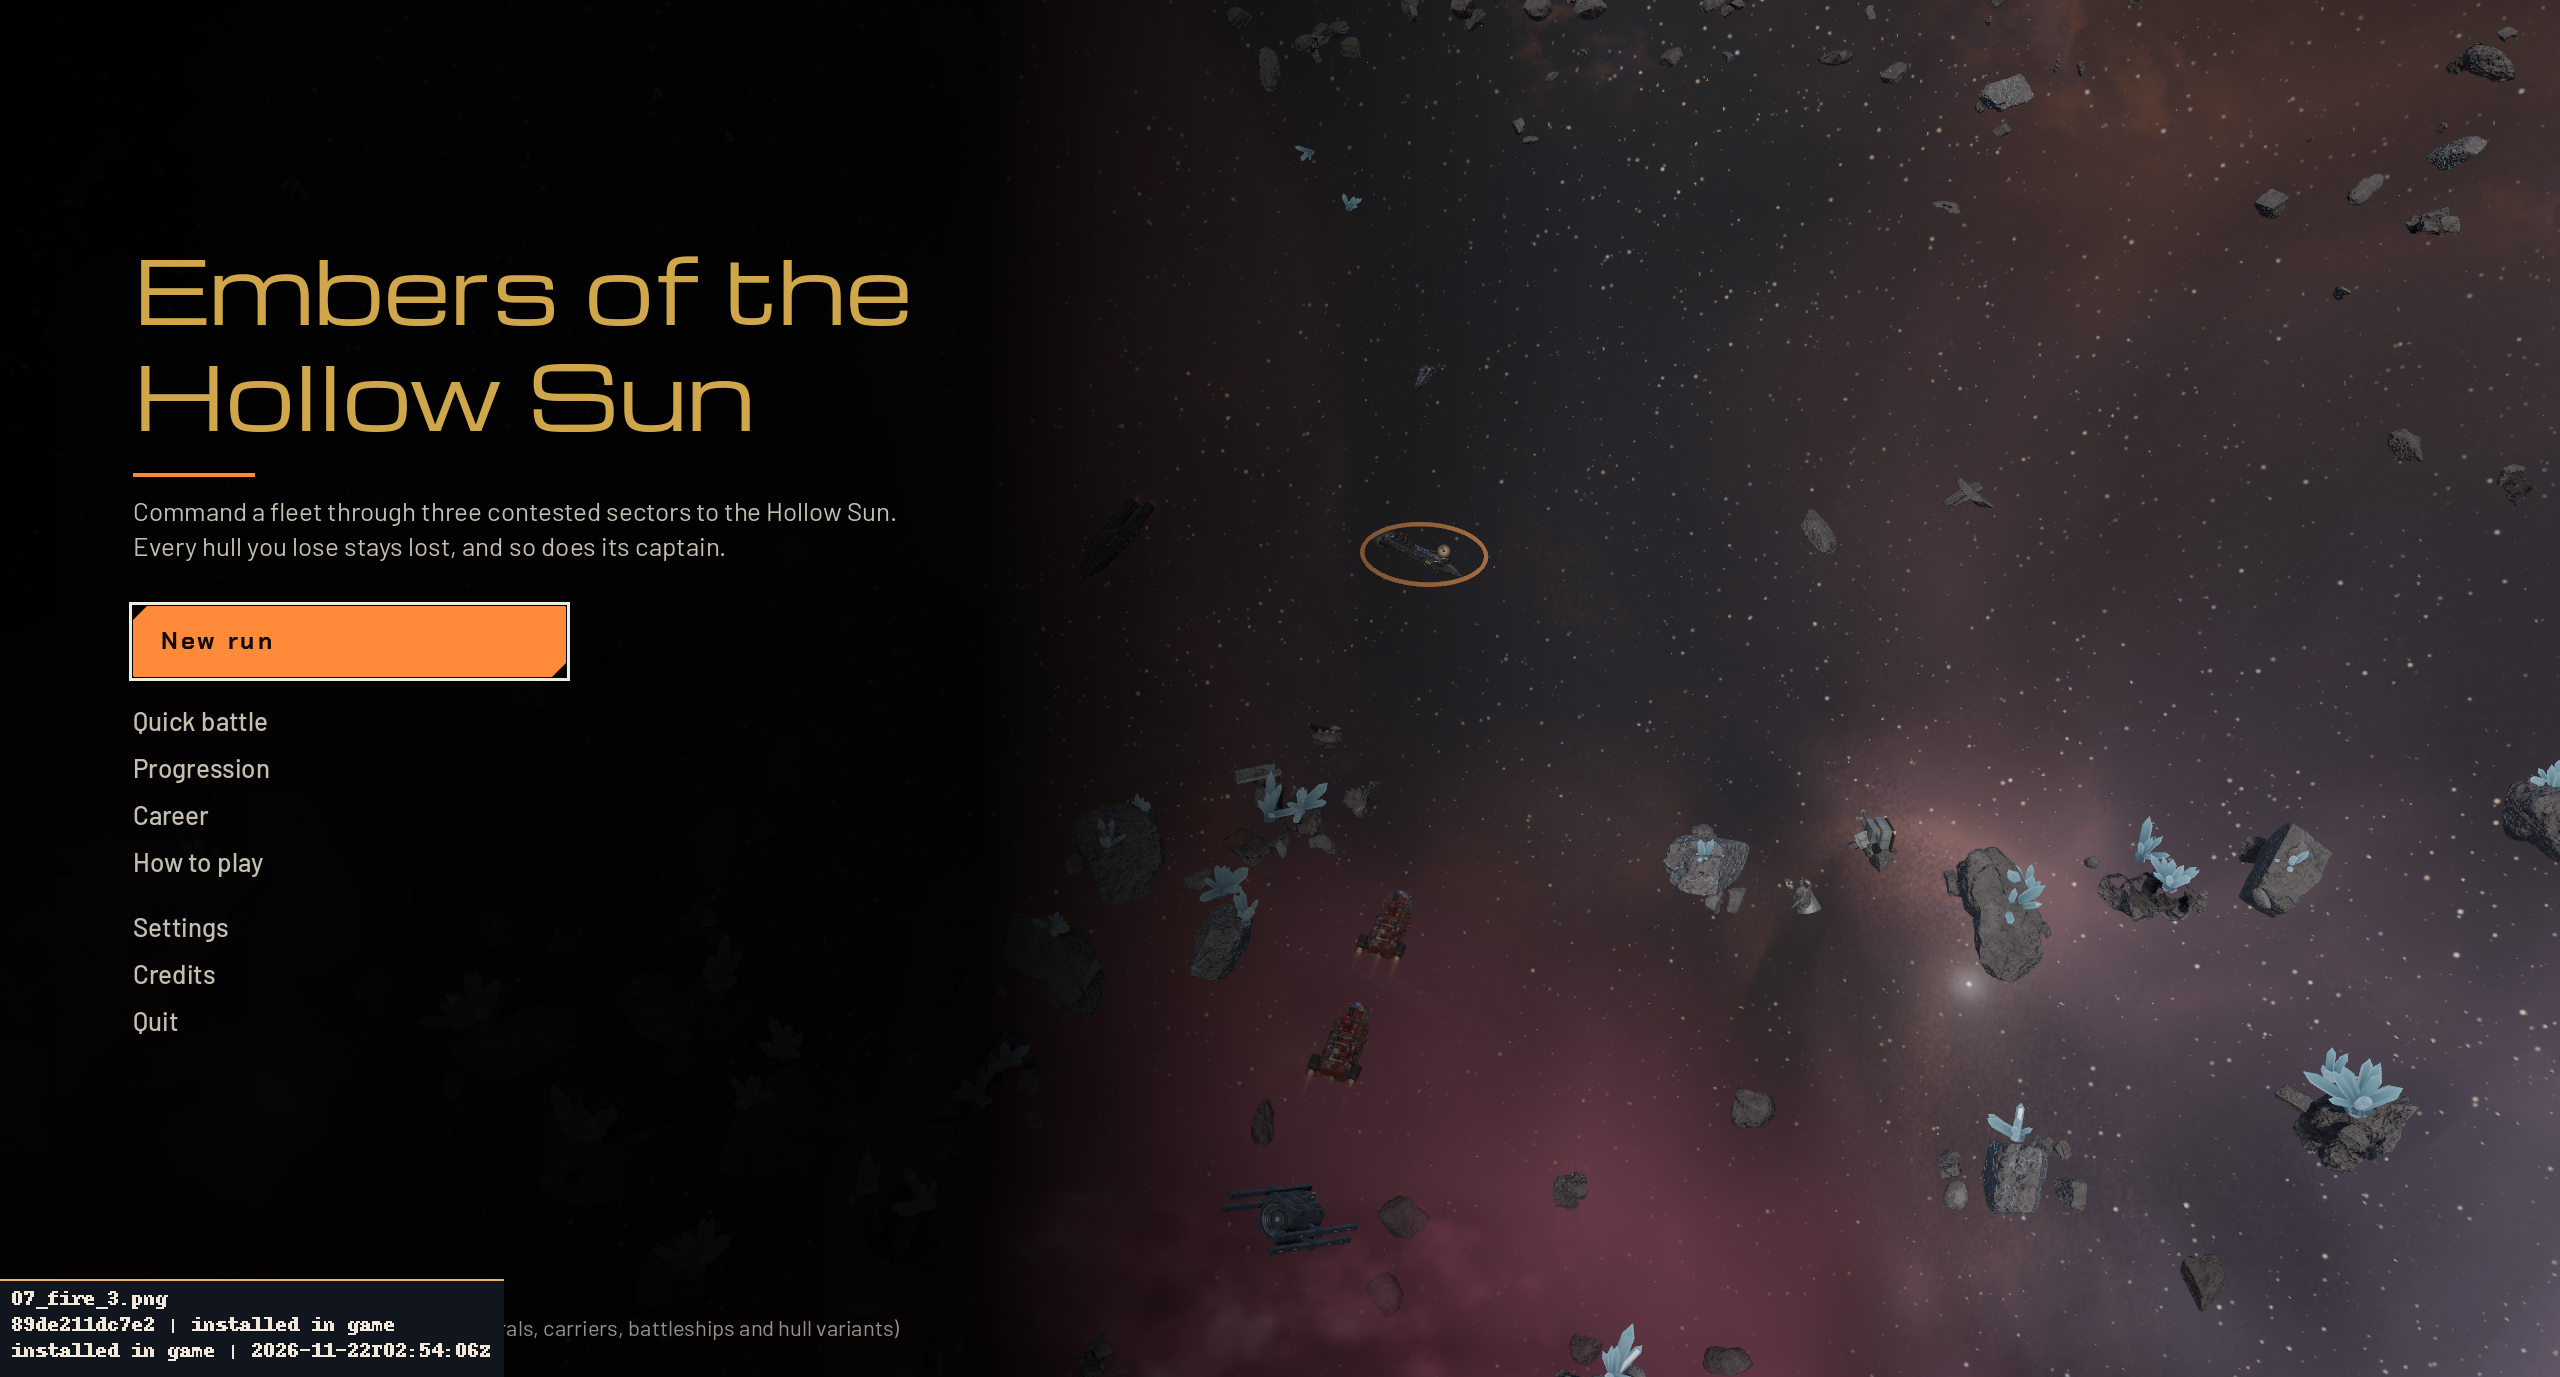 Embers of the
Hollow Sun
Command a fleet through three contested sectors to the Hollow Sun.
Every hull you lose stays lost, and so does its captain.
New run
Quick battle
Progression
Career
How to play
Settings
Credits
Quit
carriers, battleships and hull variants)
07_fire_3.png
89de211dc7e2 | installed in game
installed in game | 2026-11-22T02:54:06Z